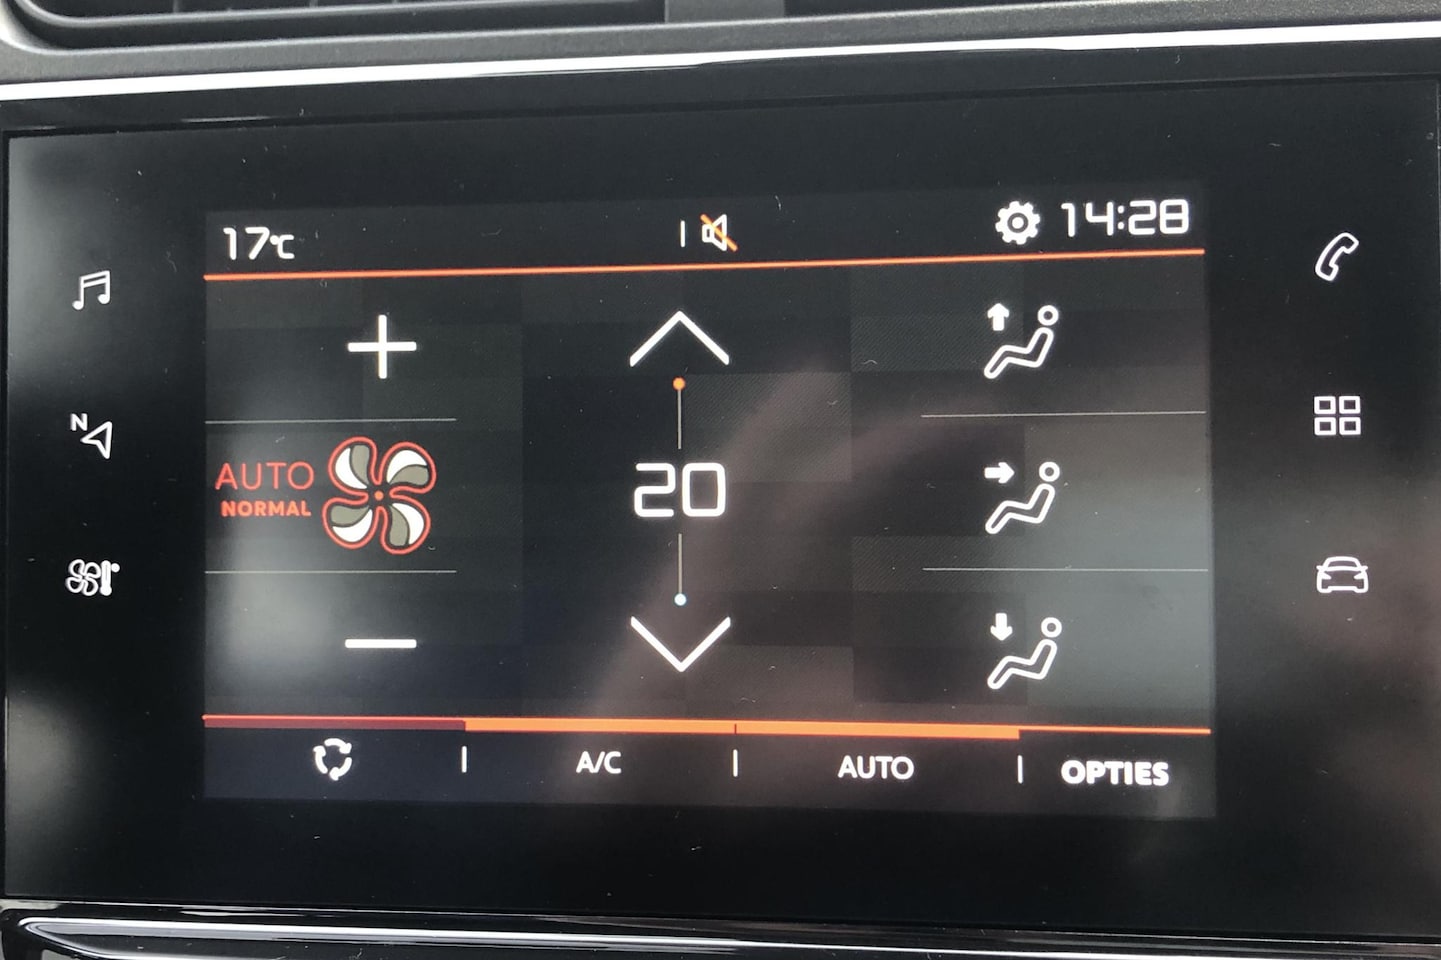 17°C
14:28
N
AUTO
NORMAL
20
A/C
AUTO
OPTIES